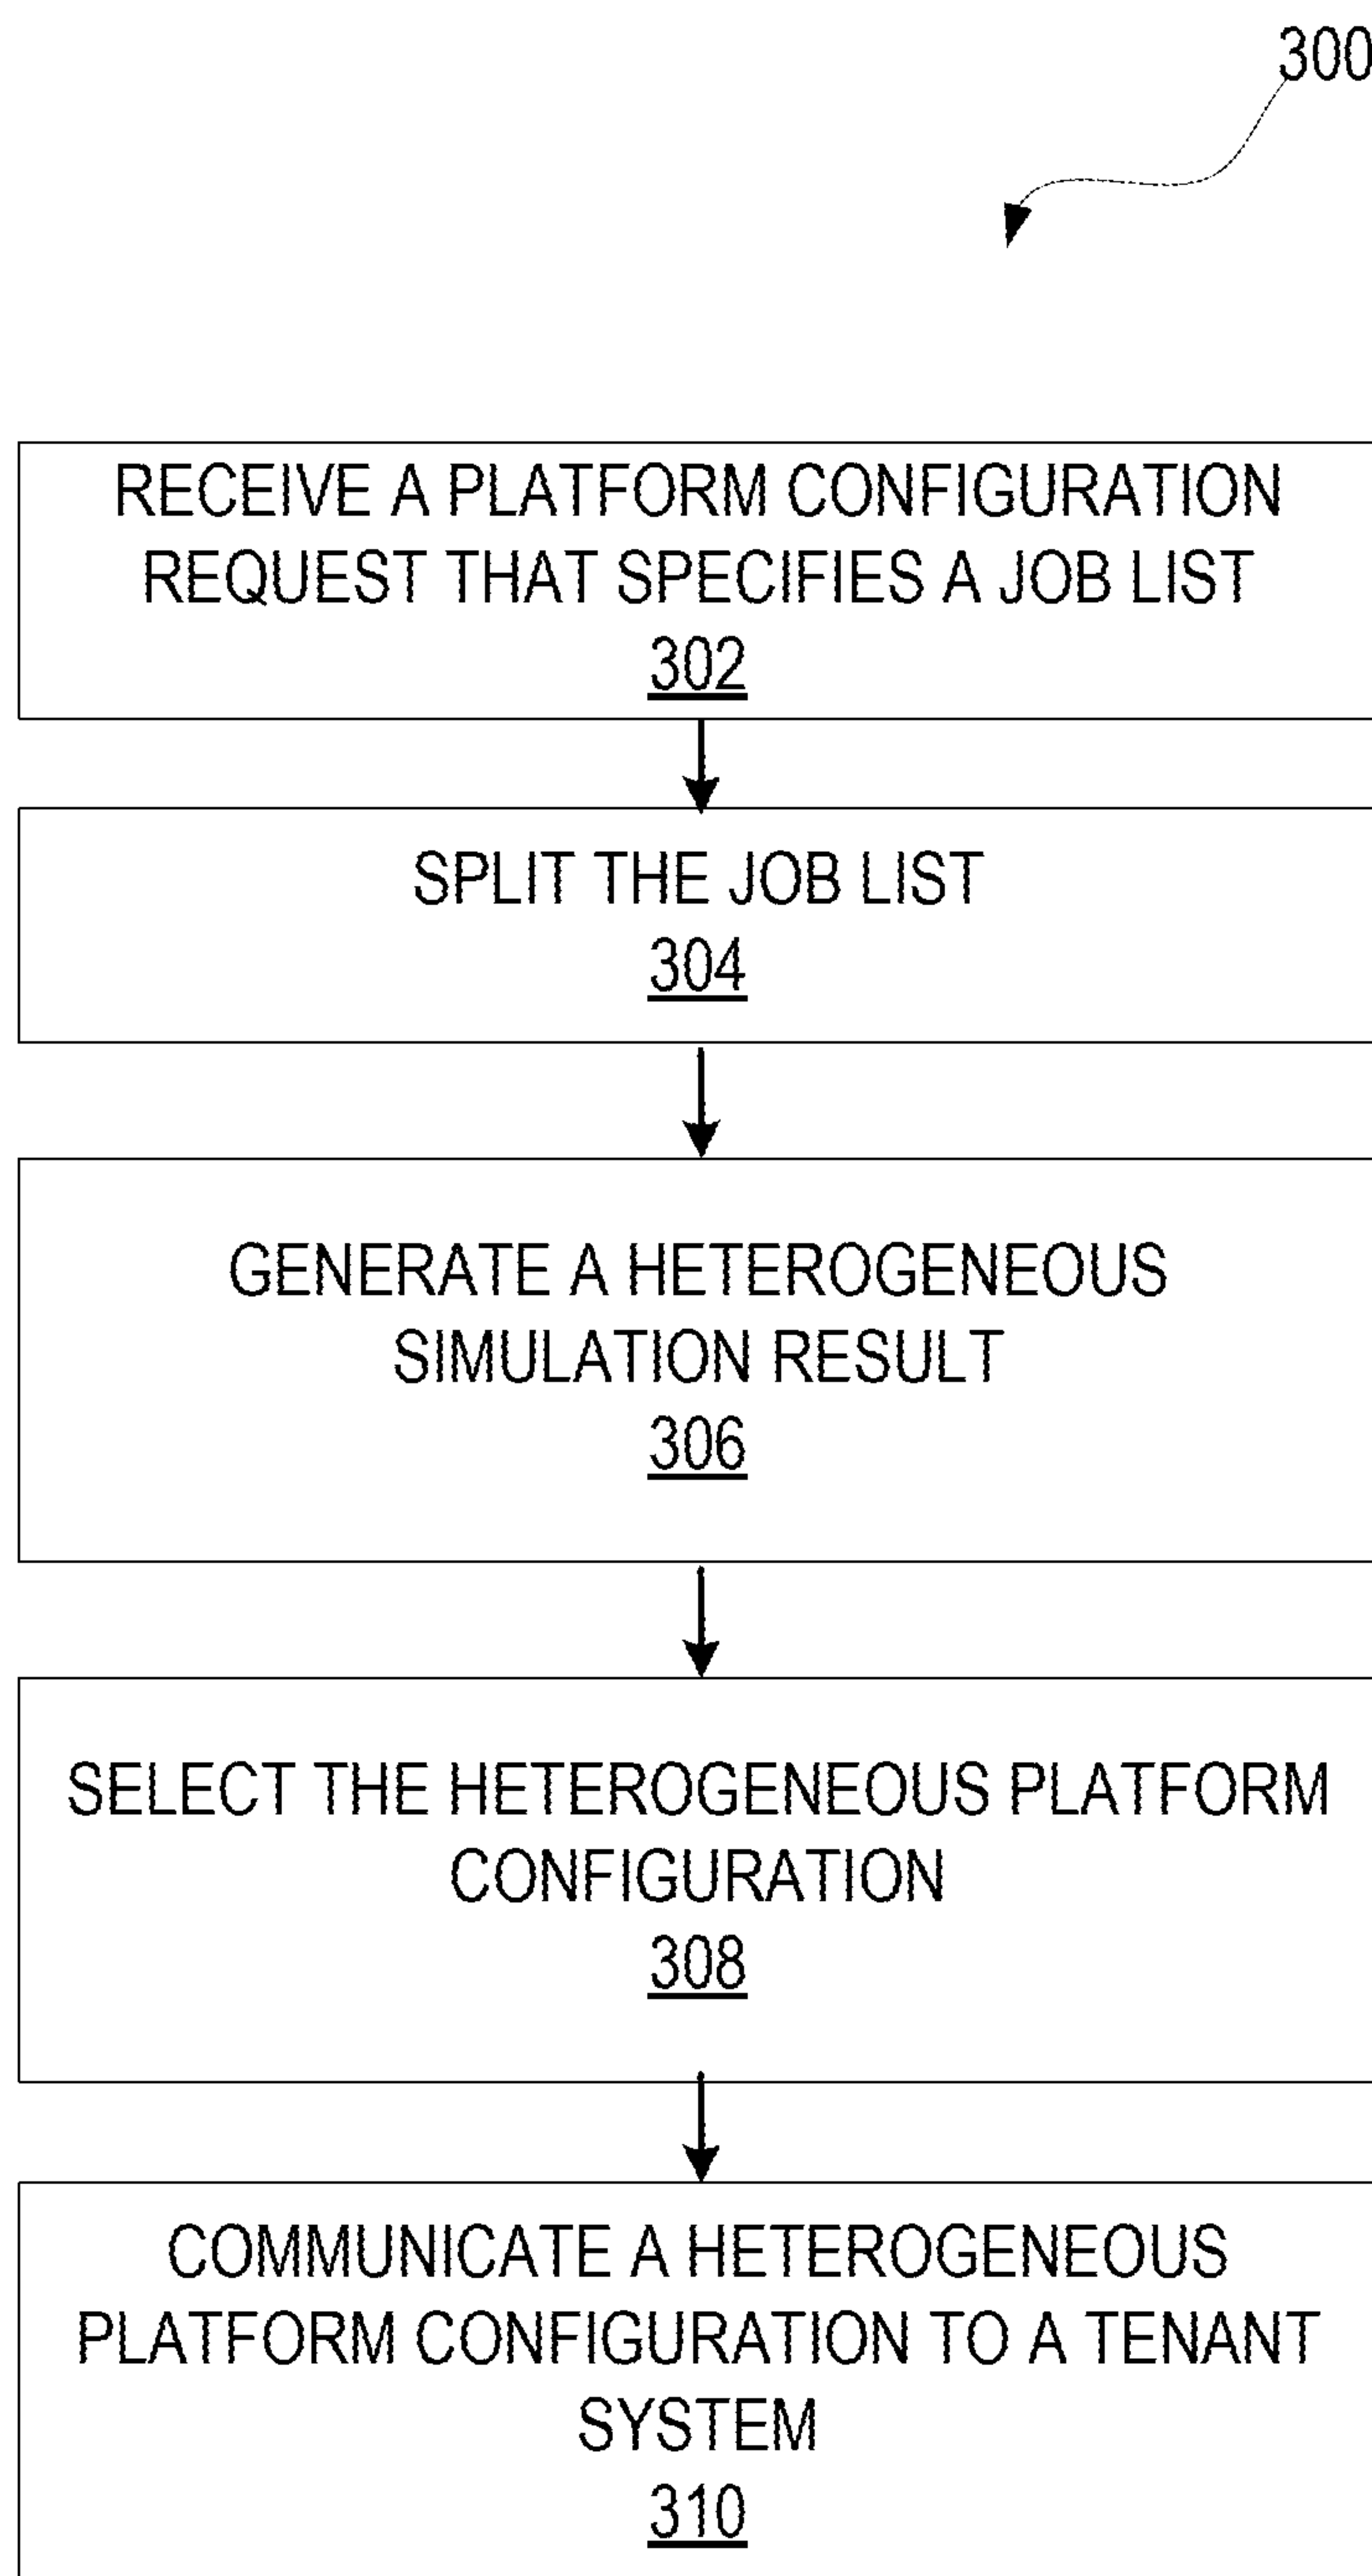 300
RECEIVE A PLATFORM CONFIGURATION
REQUEST THAT SPECIFIES A JOB LIST
302
SPLIT THE JOB LIST
304
GENERATE A HETEROGENEOUS
SIMULATION RESULT
306
SELECT THE HETEROGENEOUS PLATFORM
CONFIGURATION
308
COMMUNICATE A HETEROGENEOUS
PLATFORM CONFIGURATION TO A TENANT
SYSTEM
310